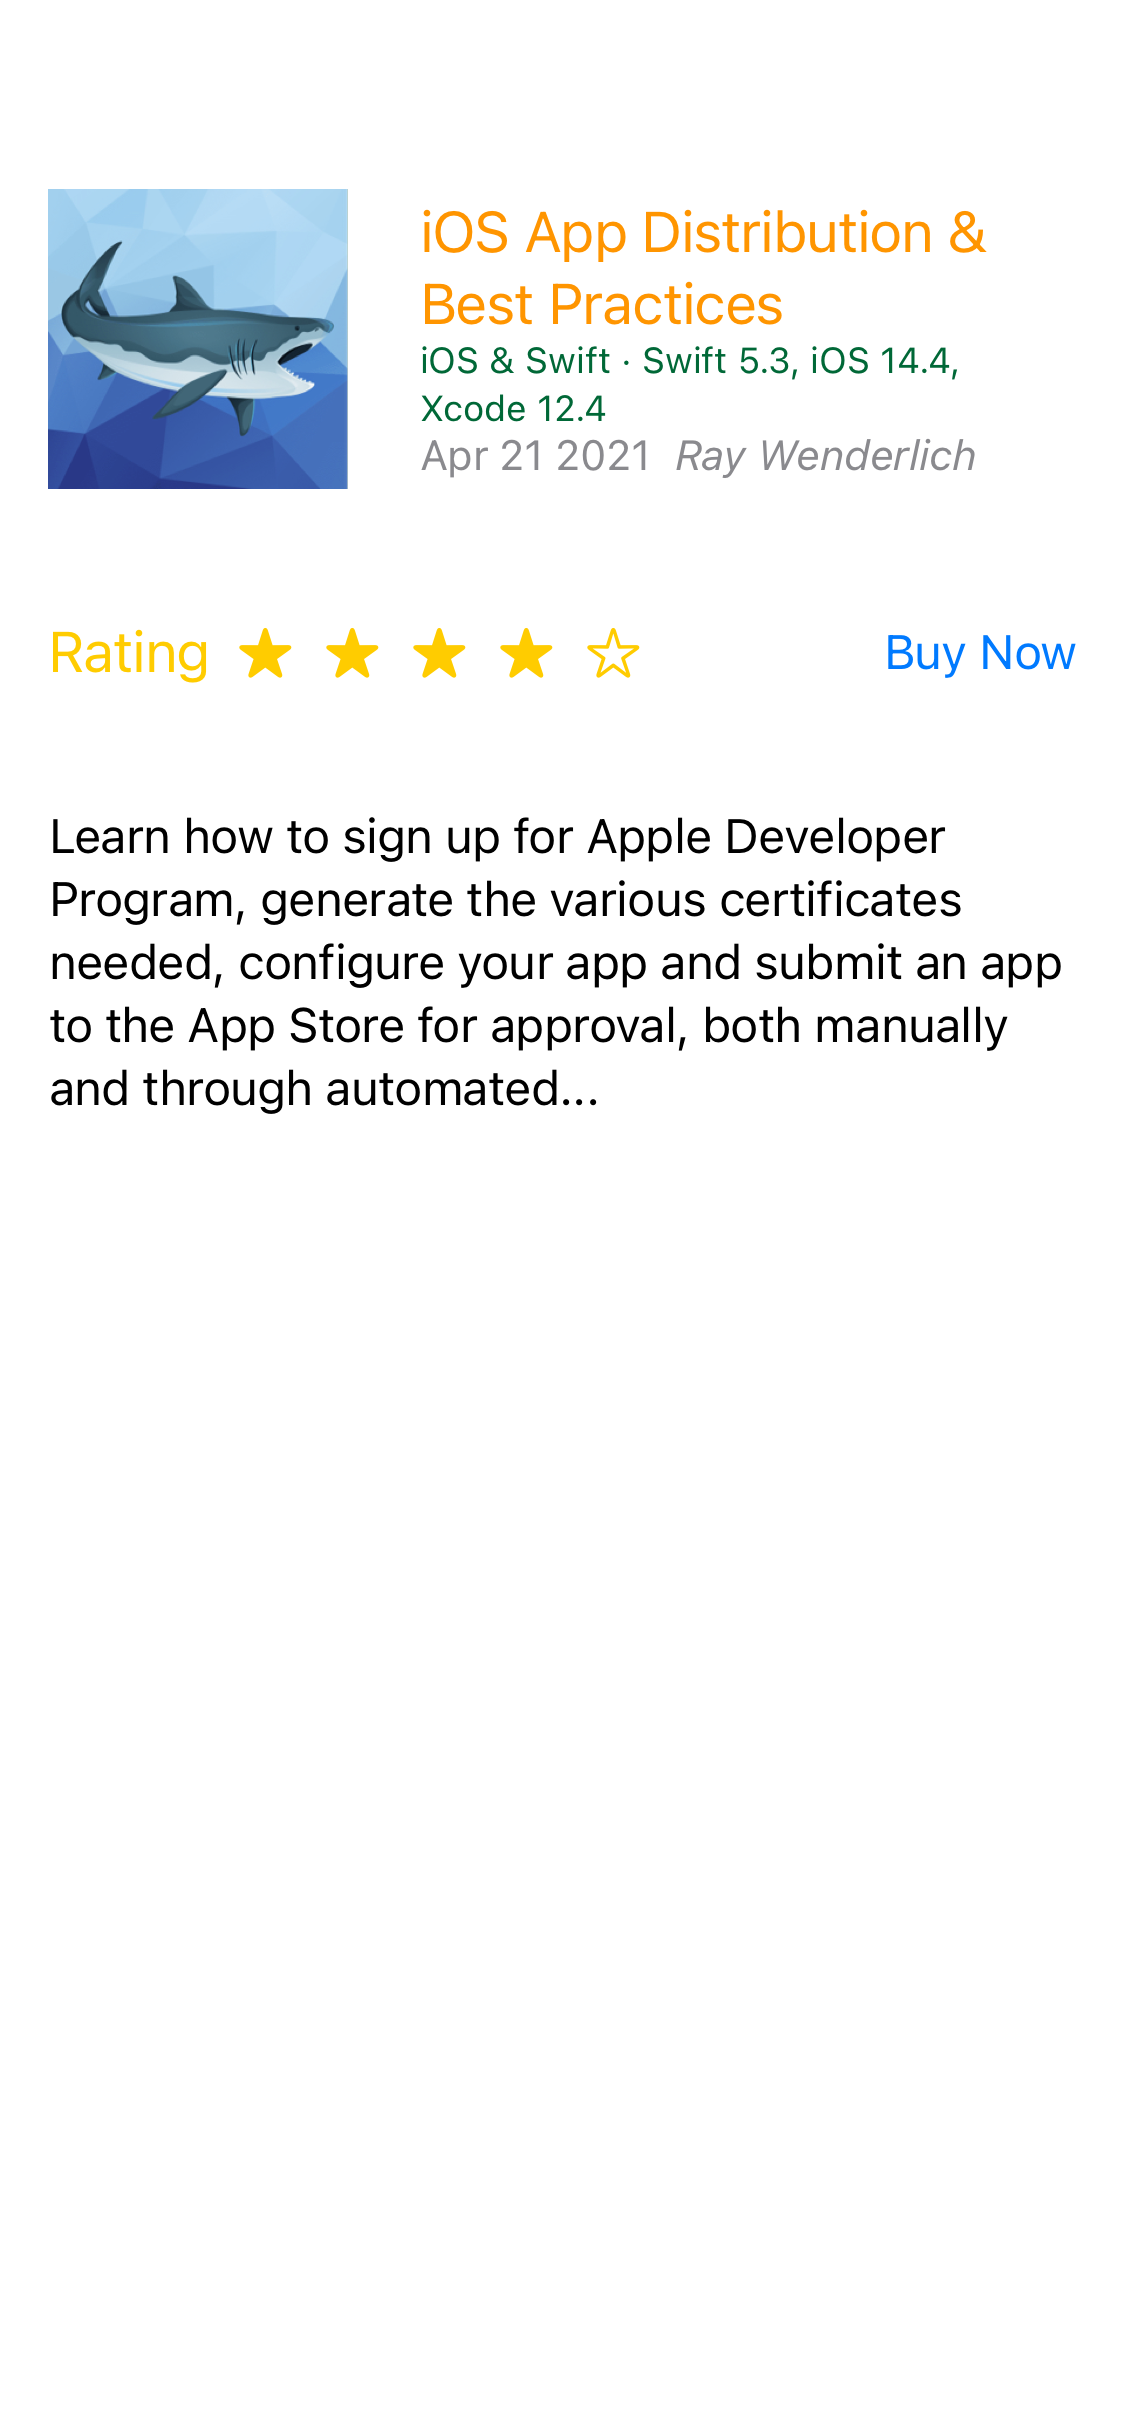 iOS App Distribution &
Best Practices
iOS & Swift · Swift 5.3, iOS 14.4,
Xcode 12.4
Apr 21 2021 Ray Wenderlich
Rating
Buy Now
Learn how to sign up for Apple Developer
Program, generate the various certificates
needed, configure your app and submit an app
to the App Store for approval, both manually
and through automated...